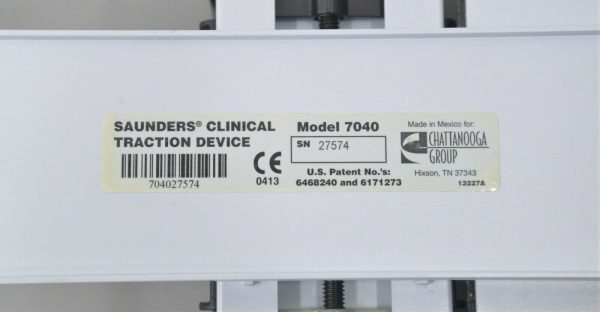 SAUNDERS® CLINICAL
TRACTION DEVICE
704027574
CE
0413
Model 7040
SN 27574
U.S. Patent No.'s:
6468240 and 6171273
Made in Mexico for:
CHATTANOOGA
GROUP
Hixson, TN 37343
13227A